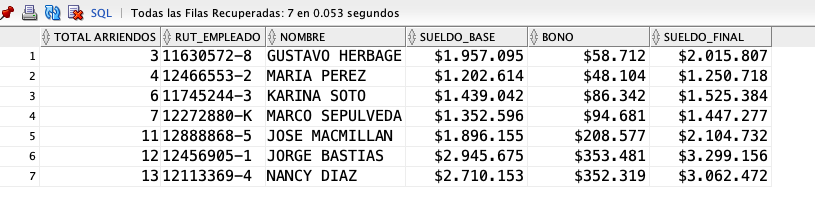 SQL | Todas las Filas Recuperadas: 7 en 0.053 segundos
TOTAL ARRIENDOS RUT_EMPLEADO NOMBRE SUELDO_BASE BONO SUELDO_FINAL
1 3 11630572-8 GUSTAVO HERBAGE $1.957.095 $58.712 $2.015.807
2 4 12466553-2 MARIA PEREZ $1.202.614 $48.104 $1.250.718
3 6 11745244-3 KARINA SOTO $1.439.042 $86.342 $1.525.384
4 7 12272880-K MARCO SEPULVEDA $1.352.596 $94.681 $1.447.277
5 11 12888868-5 JOSE MACMILLAN $1.896.155 $208.577 $2.104.732
6 12 12456905-1 JORGE BASTIAS $2.945.675 $353.481 $3.299.156
7 13 12113369-4 NANCY DIAZ $2.710.153 $352.319 $3.062.472